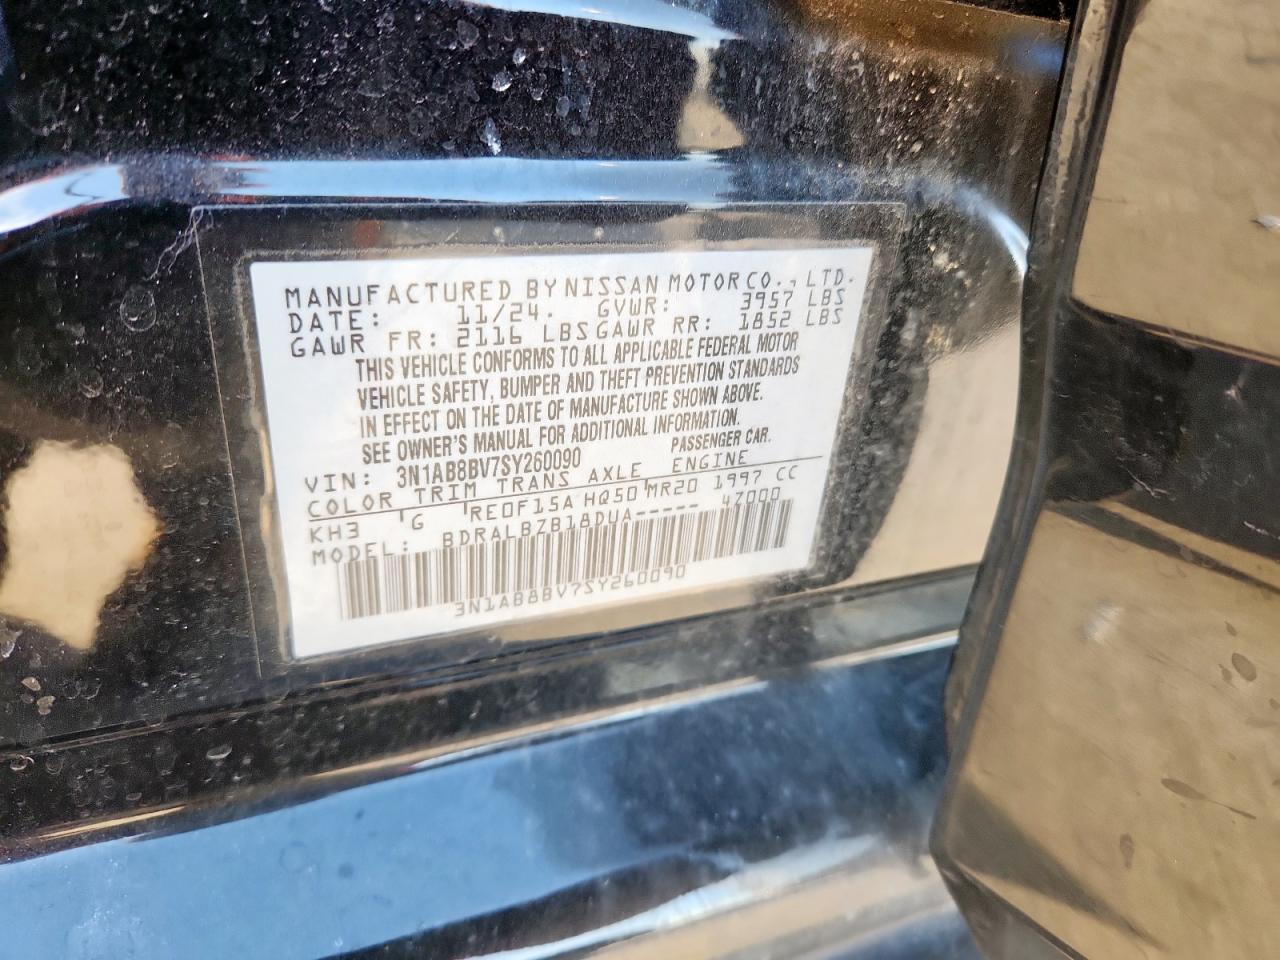 MANUFACTURED BY NISSAN MOTOR CO., LTD.
DATE: 11/24. GVWR: 3957 LBS
GAWR FR: 2116 LBS GAWR RR: 1852 LBS
THIS VEHICLE CONFORMS TO ALL APPLICABLE FEDERAL MOTOR
VEHICLE SAFETY, BUMPER AND THEFT PREVENTION STANDARDS
IN EFFECT ON THE DATE OF MANUFACTURE SHOWN ABOVE.
SEE OWNER'S MANUAL FOR ADDITIONAL INFORMATION.
VIN: 3N1AB8BV7SY260090 PASSENGER CAR.
COLOR TRIM TRANS AXLE ENGINE
KH3 G RE0F15A HQ50 MR20 1997 CC
MODEL: BDRALBZB18DUA----- 47000
3N1AB8BV7SY260090